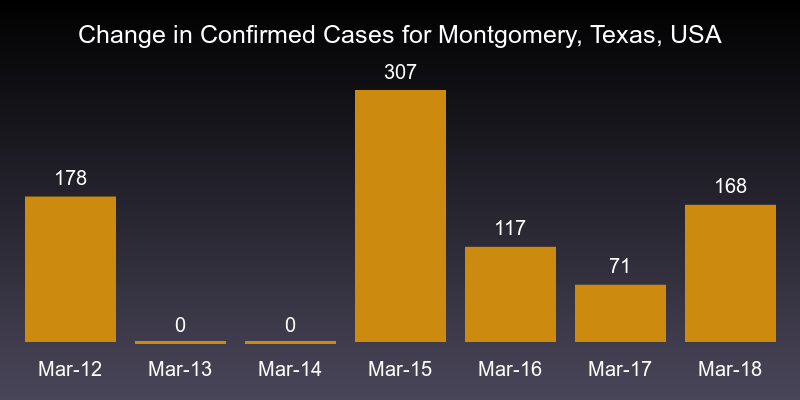 Change in Confirmed Cases for Montgomery, Texas, USA
307
178
168
117
71
0
0
Mar-12
Mar-13
Mar-14
Mar-15
Mar-16
Mar-17
Mar-18